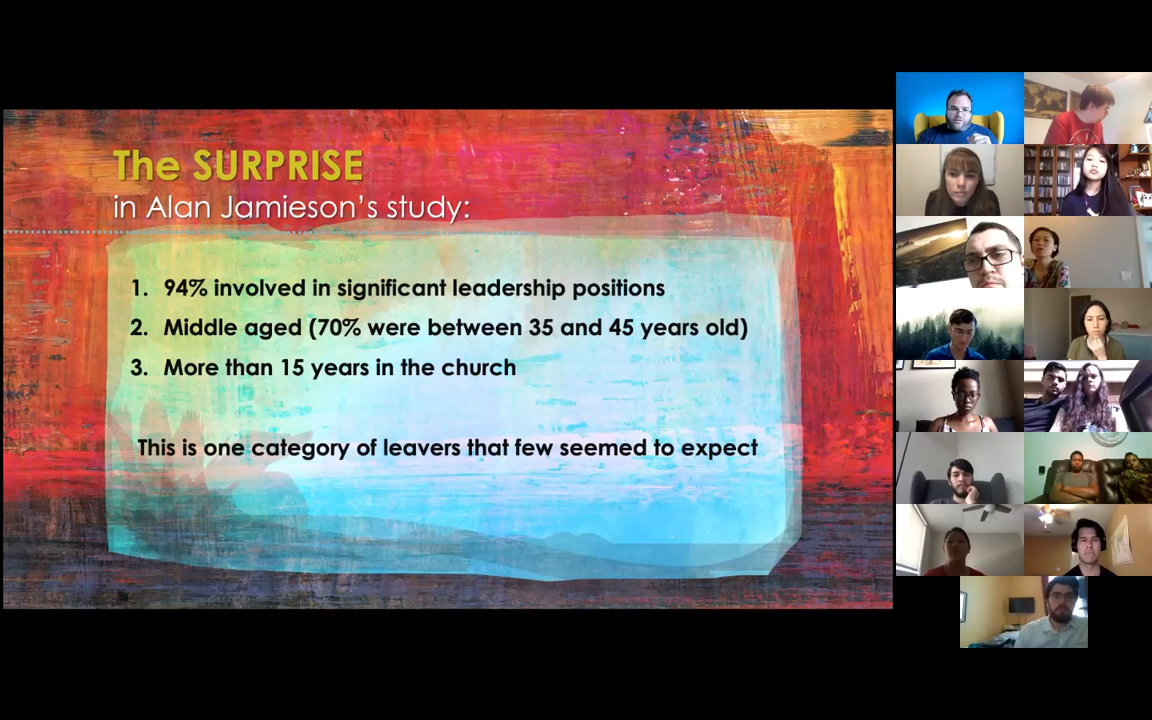 The SURPRISE
in Alan Jamieson's study:
1. 94% involved in significant leadership positions
2. Middle aged (70% were between 35 and 45 years old)
3. More than 15 years in the church
This is one category of leavers that few seemed to expect